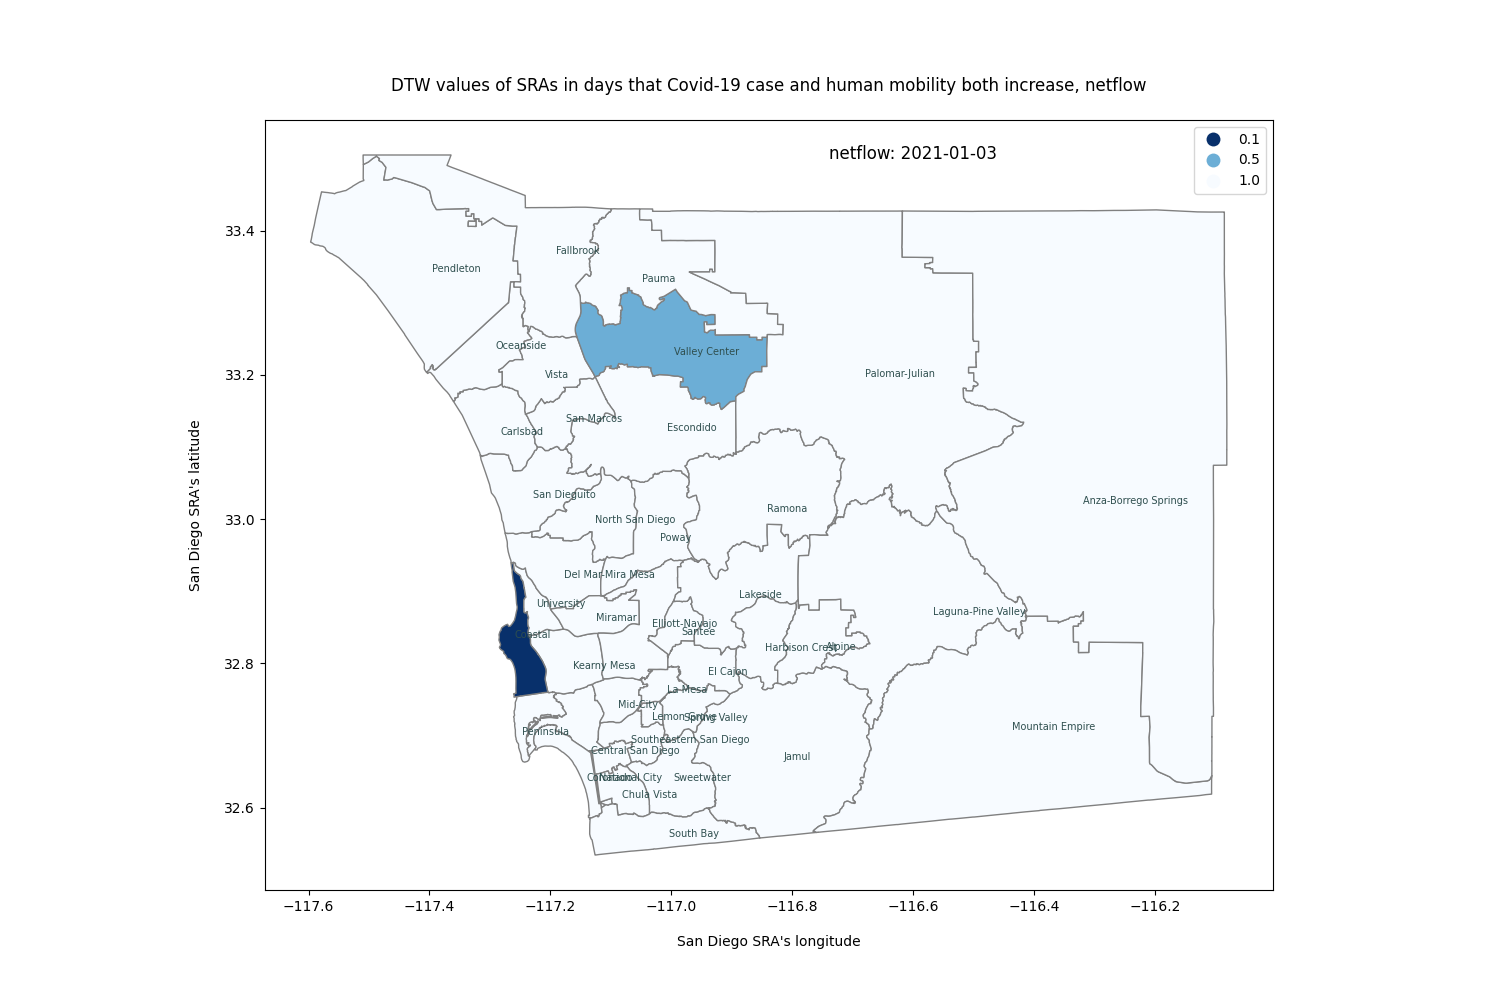 DTW values of SRAs in days that Covid-19 case and human mobility both increase, netflow
netflow: 2021-01-03
0.1
0.5
1.0
San Diego SRA's latitude
33.4
33.2
33.0
32.8
32.6
Fallbrook
Pendleton
Pauma
Oceanside
Valley Center
Vista
Palomar-Julian
San Marcos
Carlsbad
Escondido
San Dieguito
Anza-Borrego Springs
Ramona
North San Diego
Poway
Del Mar-Mira Mesa
Lakeside
University
Miramar
Laguna-Pine Valley
Elliott-Navajo
Santee
Coastal
Harbison Crest
Alpine
Kearny Mesa
El Cajon
La Mesa
Mid-City
Lemon Grove
Spring Valley
Mountain Empire
Peninsula
Southeastern San Diego
Central San Diego
Jamul
Coronado
National City
Sweetwater
Chula Vista
South Bay
−117.6
−117.4
−117.2
−117.0
−116.8
−116.6
−116.4
−116.2
San Diego SRA's longitude